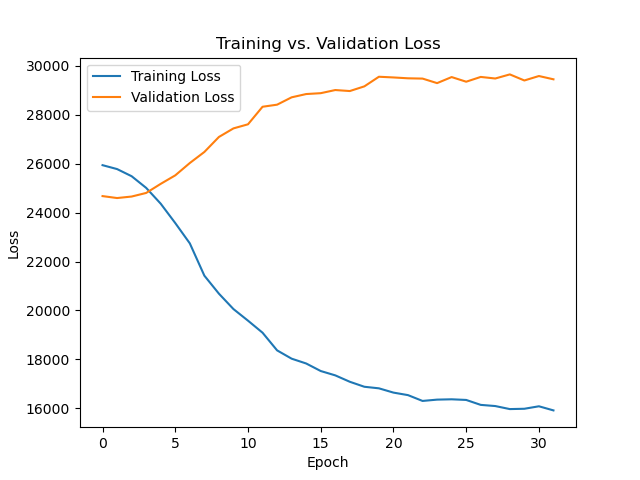 Training vs. Validation Loss
Training Loss
Validation Loss
30000
28000
26000
24000
22000
20000
18000
16000
Loss
0 5 10 15 20 25 30
Epoch